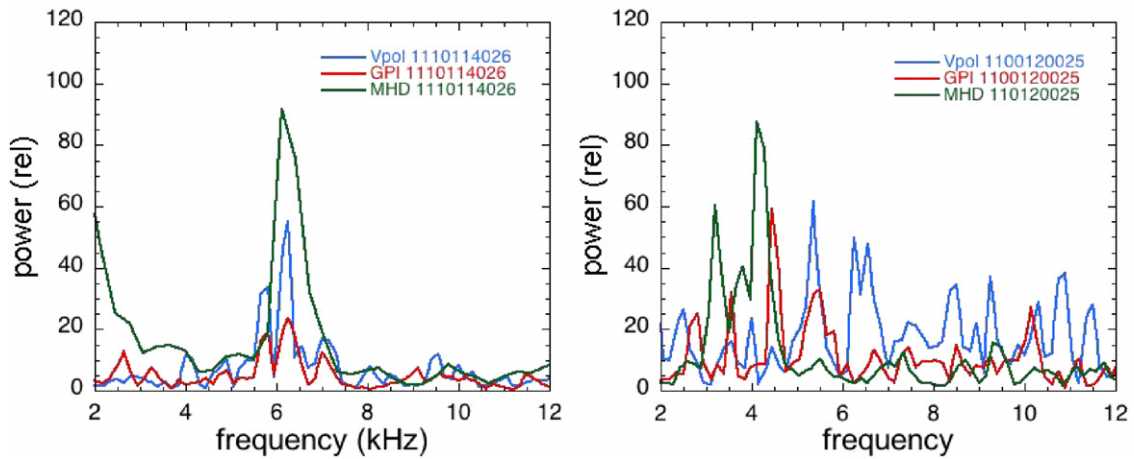 120
100
80
60
40
20
0
power (rel)
Vpol 1110114026
GPI 1110114026
MHD 1110114026
2 4 6 8 10 12
frequency (kHz)
120
100
80
60
40
20
0
power (rel)
Vpol 1100120025
GPI 1100120025
MHD 110120025
2 4 6 8 10 12
frequency